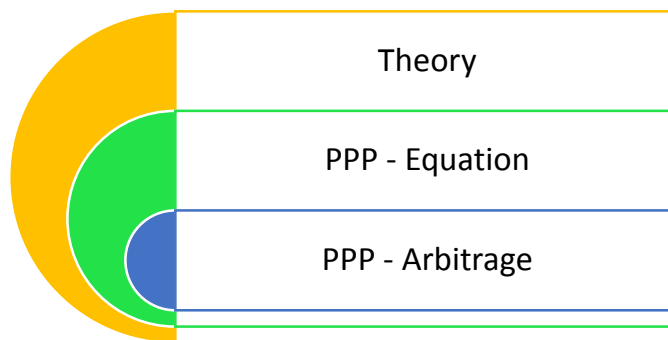 Theory
PPP - Equation
PPP - Arbitrage